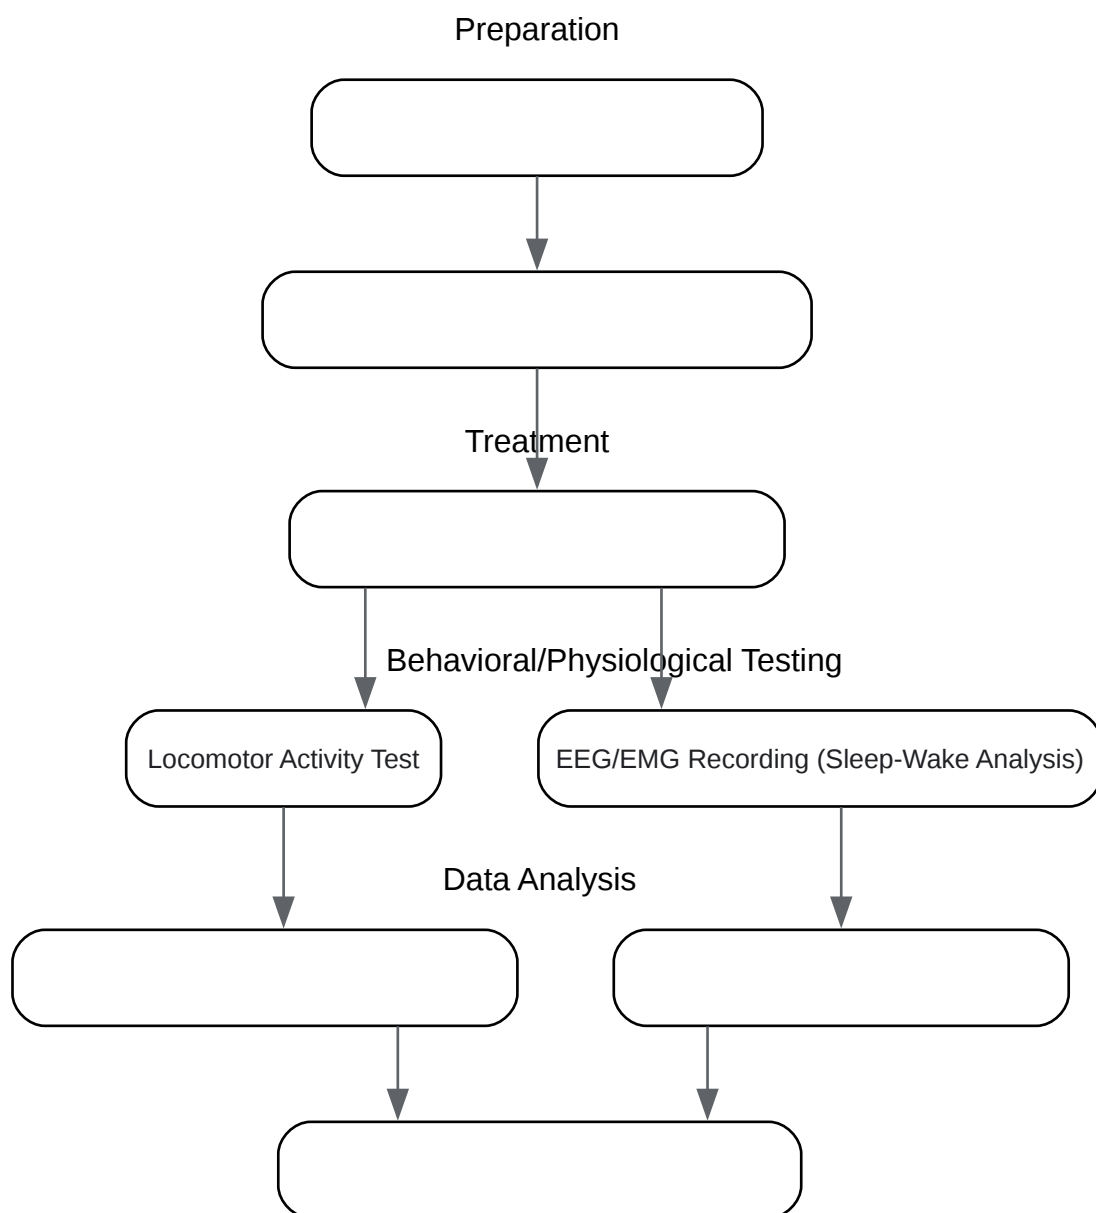 Preparation
Treatment
Behavioral/Physiological Testing
Locomotor Activity Test
EEG/EMG Recording (Sleep-Wake Analysis)
Data Analysis